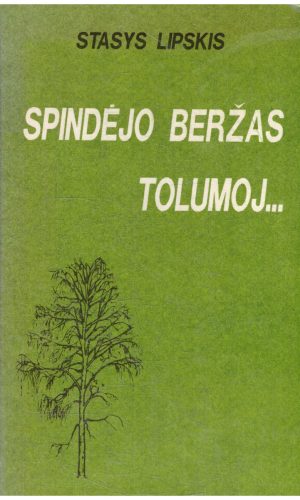 STASYS LIPSKIS
SPINDĖJO BERŽAS
TOLUMOJ...